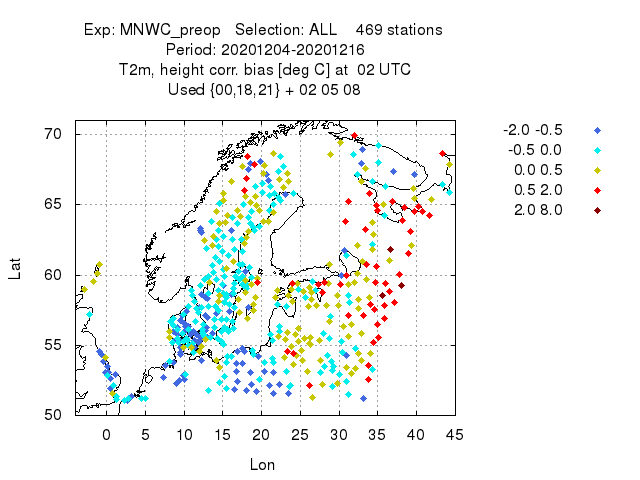 Exp: MNWC_preop   Selection: ALL    469 stations
Period: 20201204-20201216
T2m, height corr. bias [deg C] at  02 UTC
Used {00,18,21} + 02 05 08
-2.0 -0.5
-0.5 0.0
0.0 0.5
0.5 2.0
2.0 8.0
70
65
60
55
50
Lat
0 5 10 15 20 25 30 35 40 45
Lon